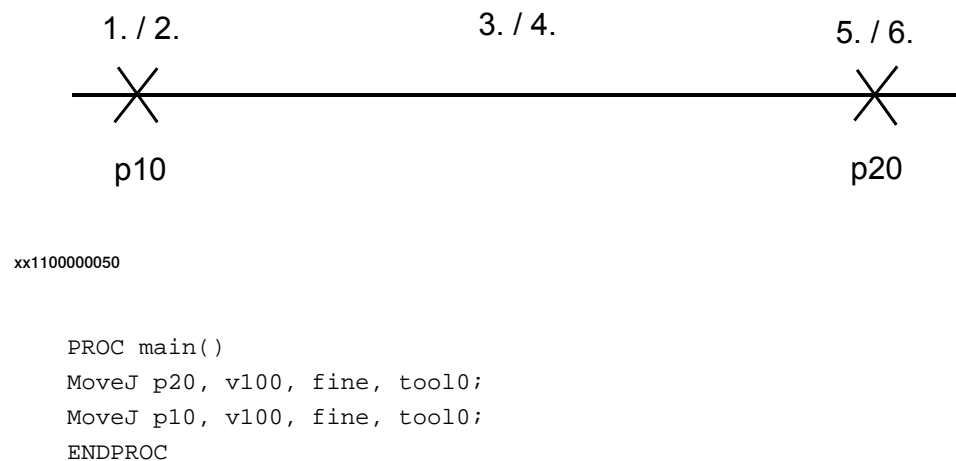 1. / 2. 3. / 4. 5. / 6.
p10 p20
xx1100000050
PROC main()
MoveJ p20, v100, fine, tool0;
MoveJ p10, v100, fine, tool0;
ENDPROC